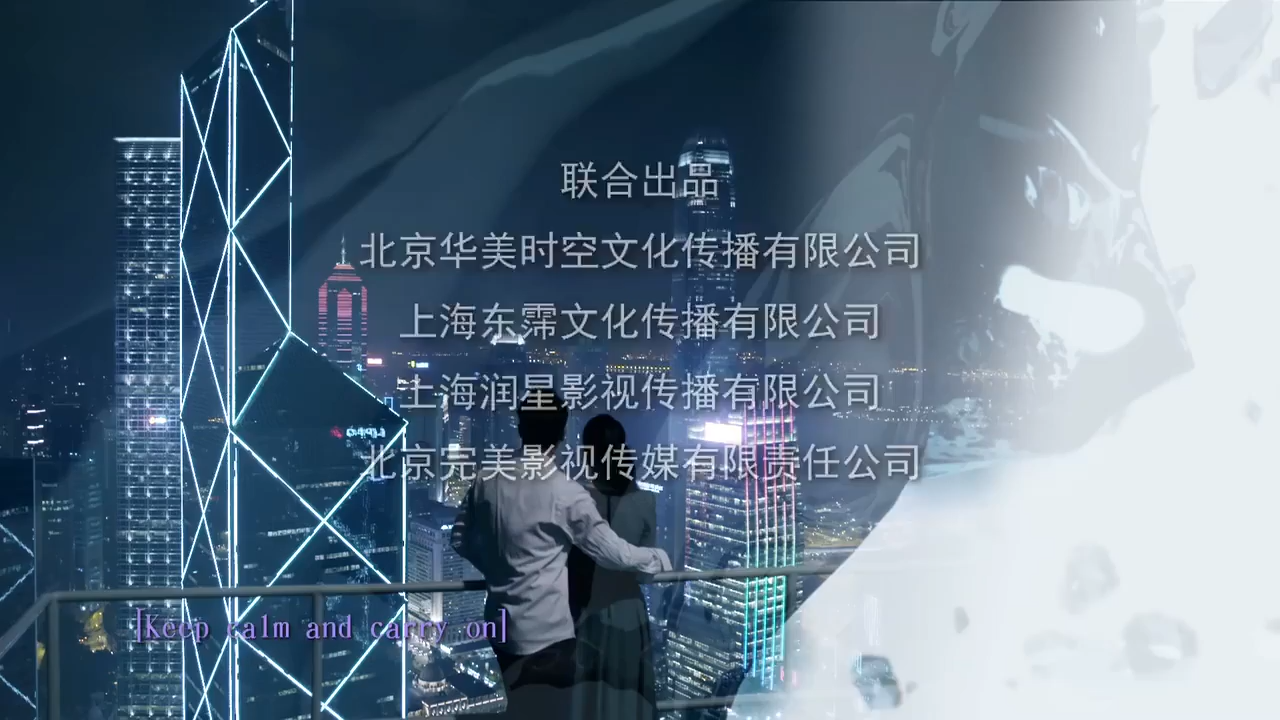 联合出品
北京华美时空文化传播有限公司
上海东霈文化传播有限公司
上海润星影视传播有限公司
北京完美影视传媒有限责任公司
[Keep calm and carry on]